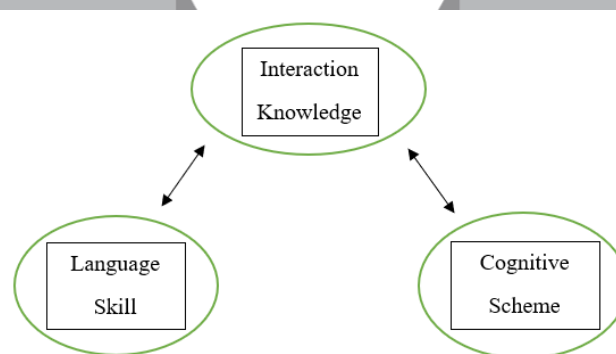 Interaction
Knowledge
Language
Skill
Cognitive
Scheme